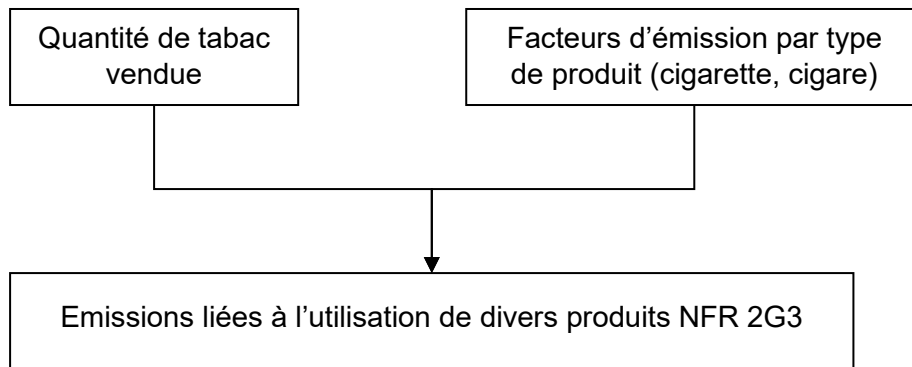 Quantité de tabac
vendue
Facteurs d’émission par type
de produit (cigarette, cigare)
Emissions liées à l’utilisation de divers produits NFR 2G3